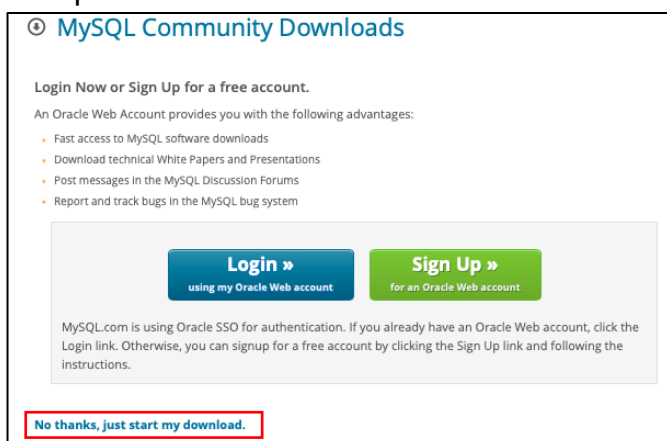 MySQL Community Downloads
Login Now or Sign Up for a free account.
An Oracle Web Account provides you with the following advantages:
Fast access to MySQL software downloads
Download technical White Papers and Presentations
Post messages in the MySQL Discussion Forums
Report and track bugs in the MySQL bug system
Login »
using my Oracle Web account
Sign Up »
for an Oracle Web account
MySQL.com is using Oracle SSO for authentication. If you already have an Oracle Web account, click the
Login link. Otherwise, you can signup for a free account by clicking the Sign Up link and following the
instructions.
No thanks, just start my download.